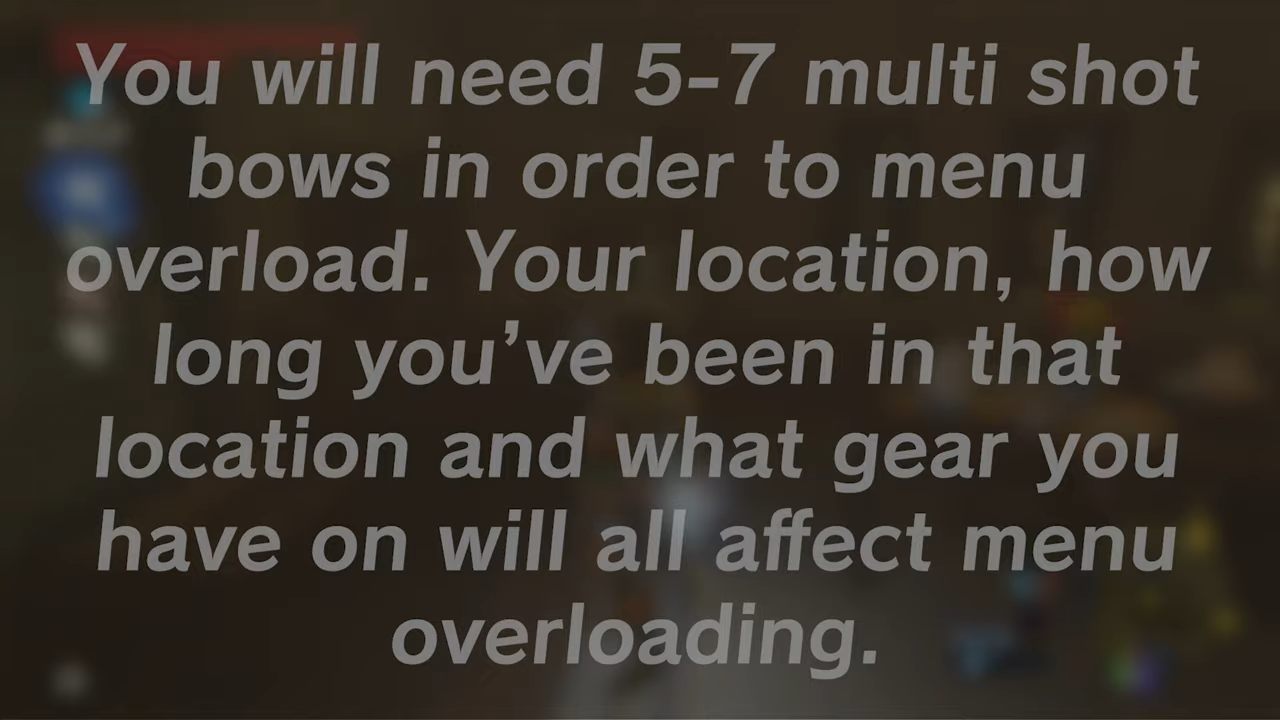 You will need 5-7 multi shot
bows in order to menu
overload. Your location, how
long you’ve been in that
location and what gear you
have on will all affect menu
overloading.